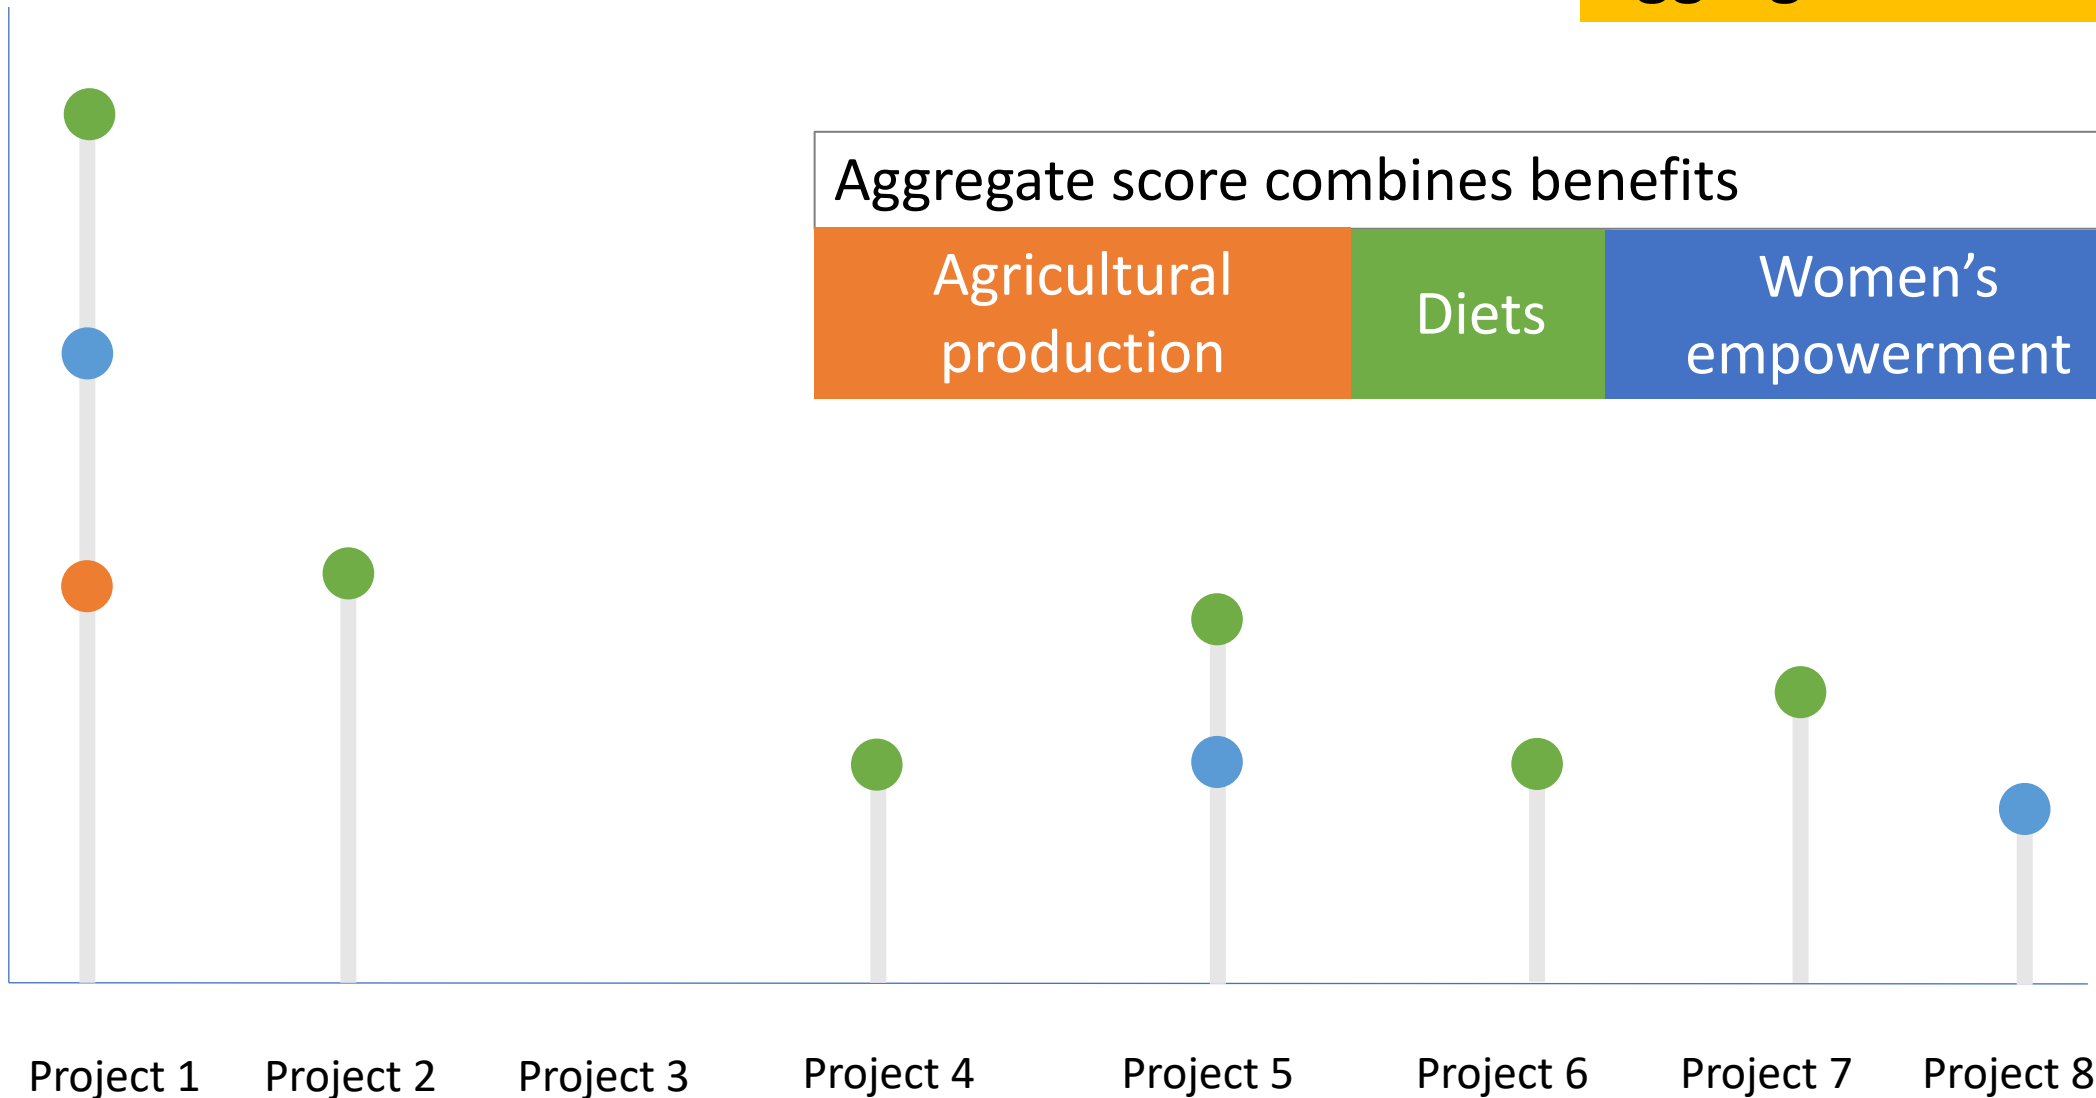 Aggregate score combines benefits
Agricultural
production
Diets
Women’s
empowerment
Project 1
Project 2
Project 3
Project 4
Project 5
Project 6
Project 7
Project 8